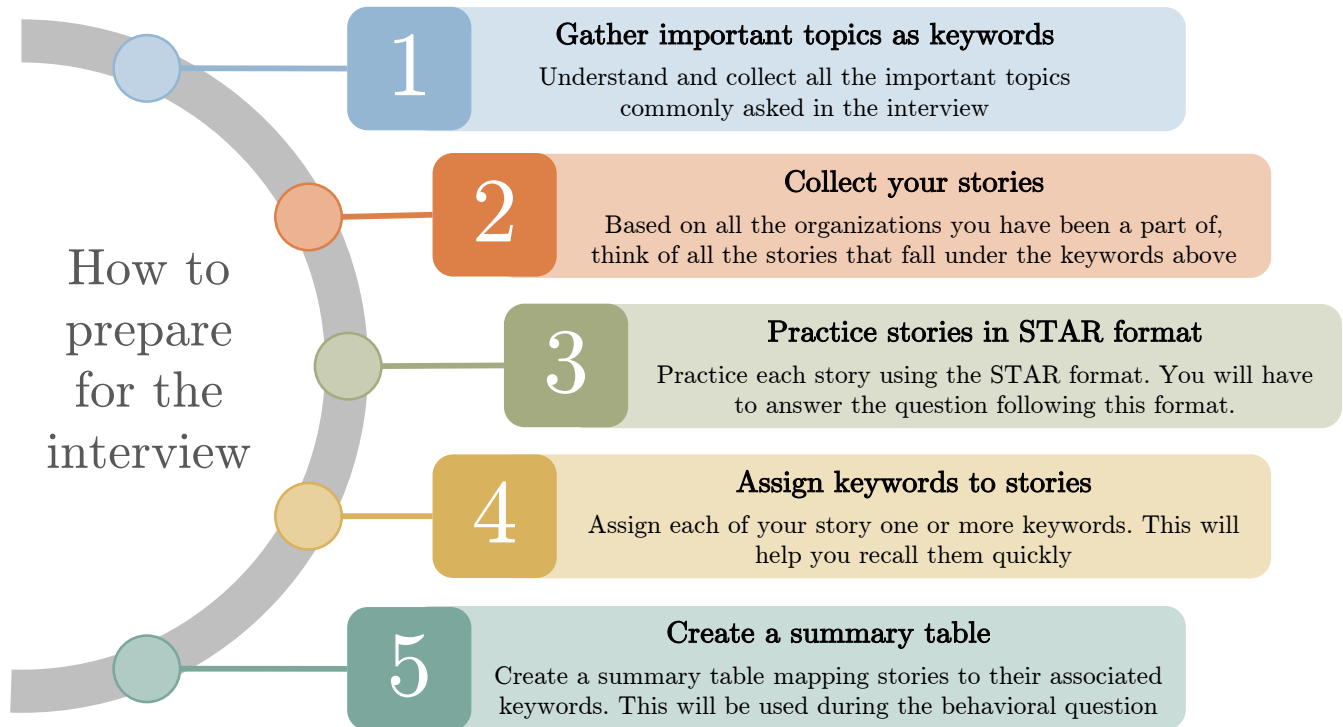 How to
prepare
for the
interview
1
Gather important topics as keywords
Understand and collect all the important topics
commonly asked in the interview
2
Collect your stories
Based on all the organizations you have been a part of,
think of all the stories that fall under the keywords above
3
Practice stories in STAR format
Practice each story using the STAR format. You will have
to answer the question following this format.
4
Assign keywords to stories
Assign each of your story one or more keywords. This will
help you recall them quickly
5
Create a summary table
Create a summary table mapping stories to their associated
keywords. This will be used during the behavioral question